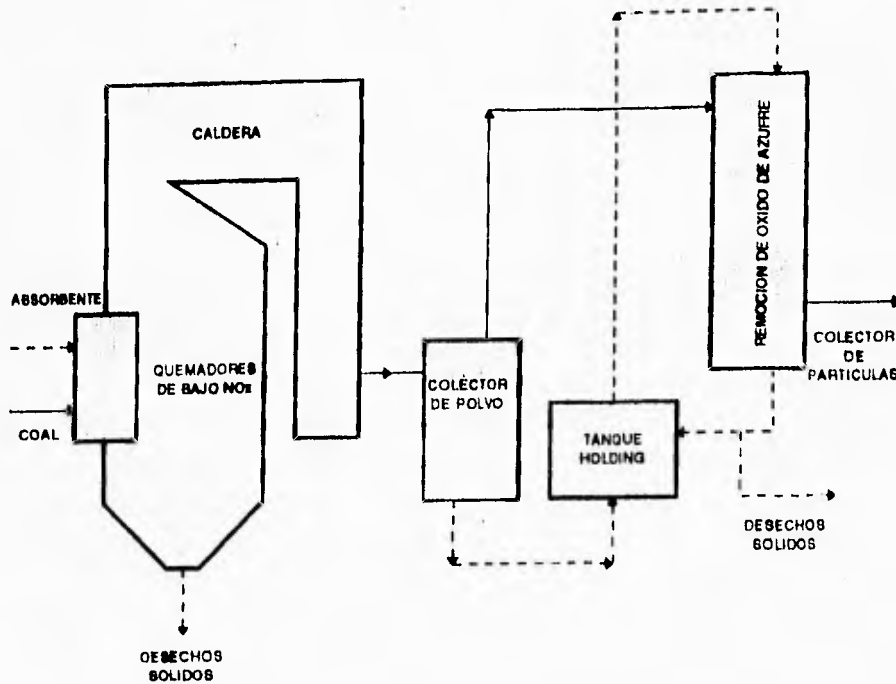 CALDERA
REMOCION DE OXIDO DE AZUFRE
ABSORBENTE
QUEMADORES
DE BAJO NOx
COAL
COLECTOR
DE POLVO
TANQUE
HOLDING
COLECTOR
DE
PARTICULAS
DESECHOS
SOLIDOS
DESECHOS
SOLIDOS